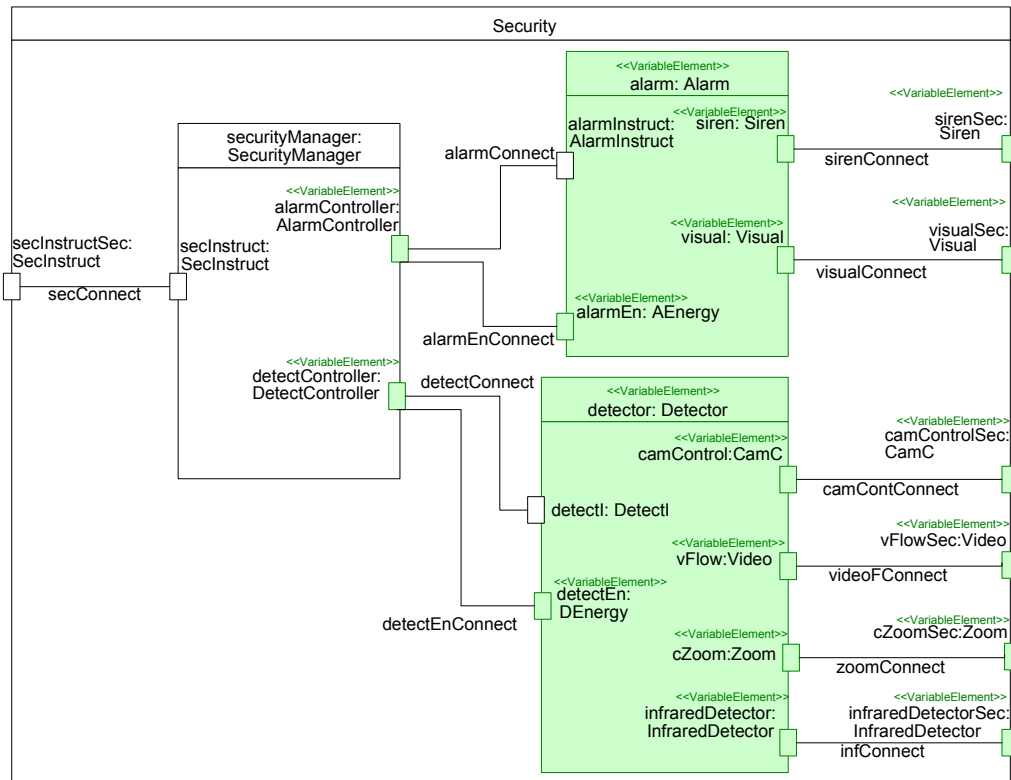 Security
<<VariableElement>>
alarm: Alarm
<<VariableElement>>
siren: Siren
alarmInstruct:
AlarmInstruct
<<VariableElement>>
sirenSec:
Siren
sirenConnect
securityManager:
SecurityManager
alarmConnect
<<VariableElement>>
alarmController:
AlarmController
<<VariableElement>>
visual: Visual
<<VariableElement>>
visualSec:
Visual
visualConnect
secInstructSec:
SecInstruct
secInstruct:
SecInstruct
secConnect
<<VariableElement>>
alarmEn: AEnergy
alarmEnConnect
<<VariableElement>>
detectController:
DetectController
detectConnect
<<VariableElement>>
detector: Detector
<<VariableElement>>
camControl:CamC
<<VariableElement>>
camControlSec:
CamC
camContConnect
detectI: DetectI
<<VariableElement>>
vFlow:Video
<<VariableElement>>
vFlowSec:Video
videoFConnect
<<VariableElement>>
detectEn:
DEnergy
detectEnConnect
<<VariableElement>>
cZoom:Zoom
<<VariableElement>>
cZoomSec:Zoom
zoomConnect
<<VariableElement>>
infraredDetector:
InfraredDetector
<<VariableElement>>
infraredDetectorSec:
InfraredDetector
infConnect